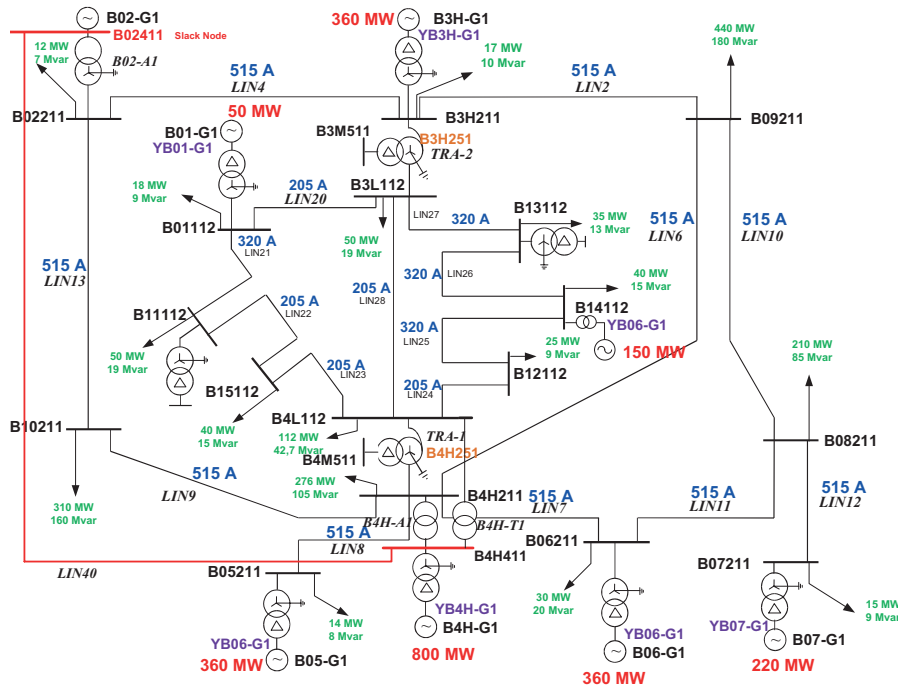 B02-G1
B02411
Slack Node
12 MW
7 Mvar
B02-A1
360 MW
B3H-G1
YB3H-G1
17 MW
10 Mvar
440 MW
180 Mvar
515 A
LIN4
515 A
LIN2
B02211
50 MW
B3H211
B09211
B01-G1
YB01-G1
B3M511
B3H251
TRA-2
18 MW
9 Mvar
205 A
LIN20
B3L112
LIN27
B01112
320 A
LIN21
50 MW
19 Mvar
320 A
B13112
35 MW
13 Mvar
515 A
LIN6
515 A
LIN10
515 A
LIN13
205 A
LIN22
205 A
LIN28
320 A
LIN26
40 MW
15 Mvar
B14112
YB06-G1
B11112
50 MW
19 Mvar
320 A
LIN25
25 MW
9 Mvar
150 MW
B15112
205 A
LIN23
B12112
205 A
LIN24
210 MW
85 Mvar
40 MW
15 Mvar
B4L112
112 MW
42,7 Mvar
TRA-1
B4H251
B4M511
B10211
B08211
310 MW
160 Mvar
515 A
LIN9
276 MW
105 Mvar
B4H211
515 A
LIN7
515 A
LIN11
515 A
LIN12
B4H-A1
B4H-T1
515 A
LIN8
LIN40
B4H411
B06211
B05211
B07211
30 MW
20 Mvar
14 MW
8 Mvar
15 MW
9 Mvar
YB4H-G1
B4H-G1
800 MW
YB06-G1
B05-G1
360 MW
YB06-G1
B06-G1
360 MW
YB07-G1
B07-G1
220 MW